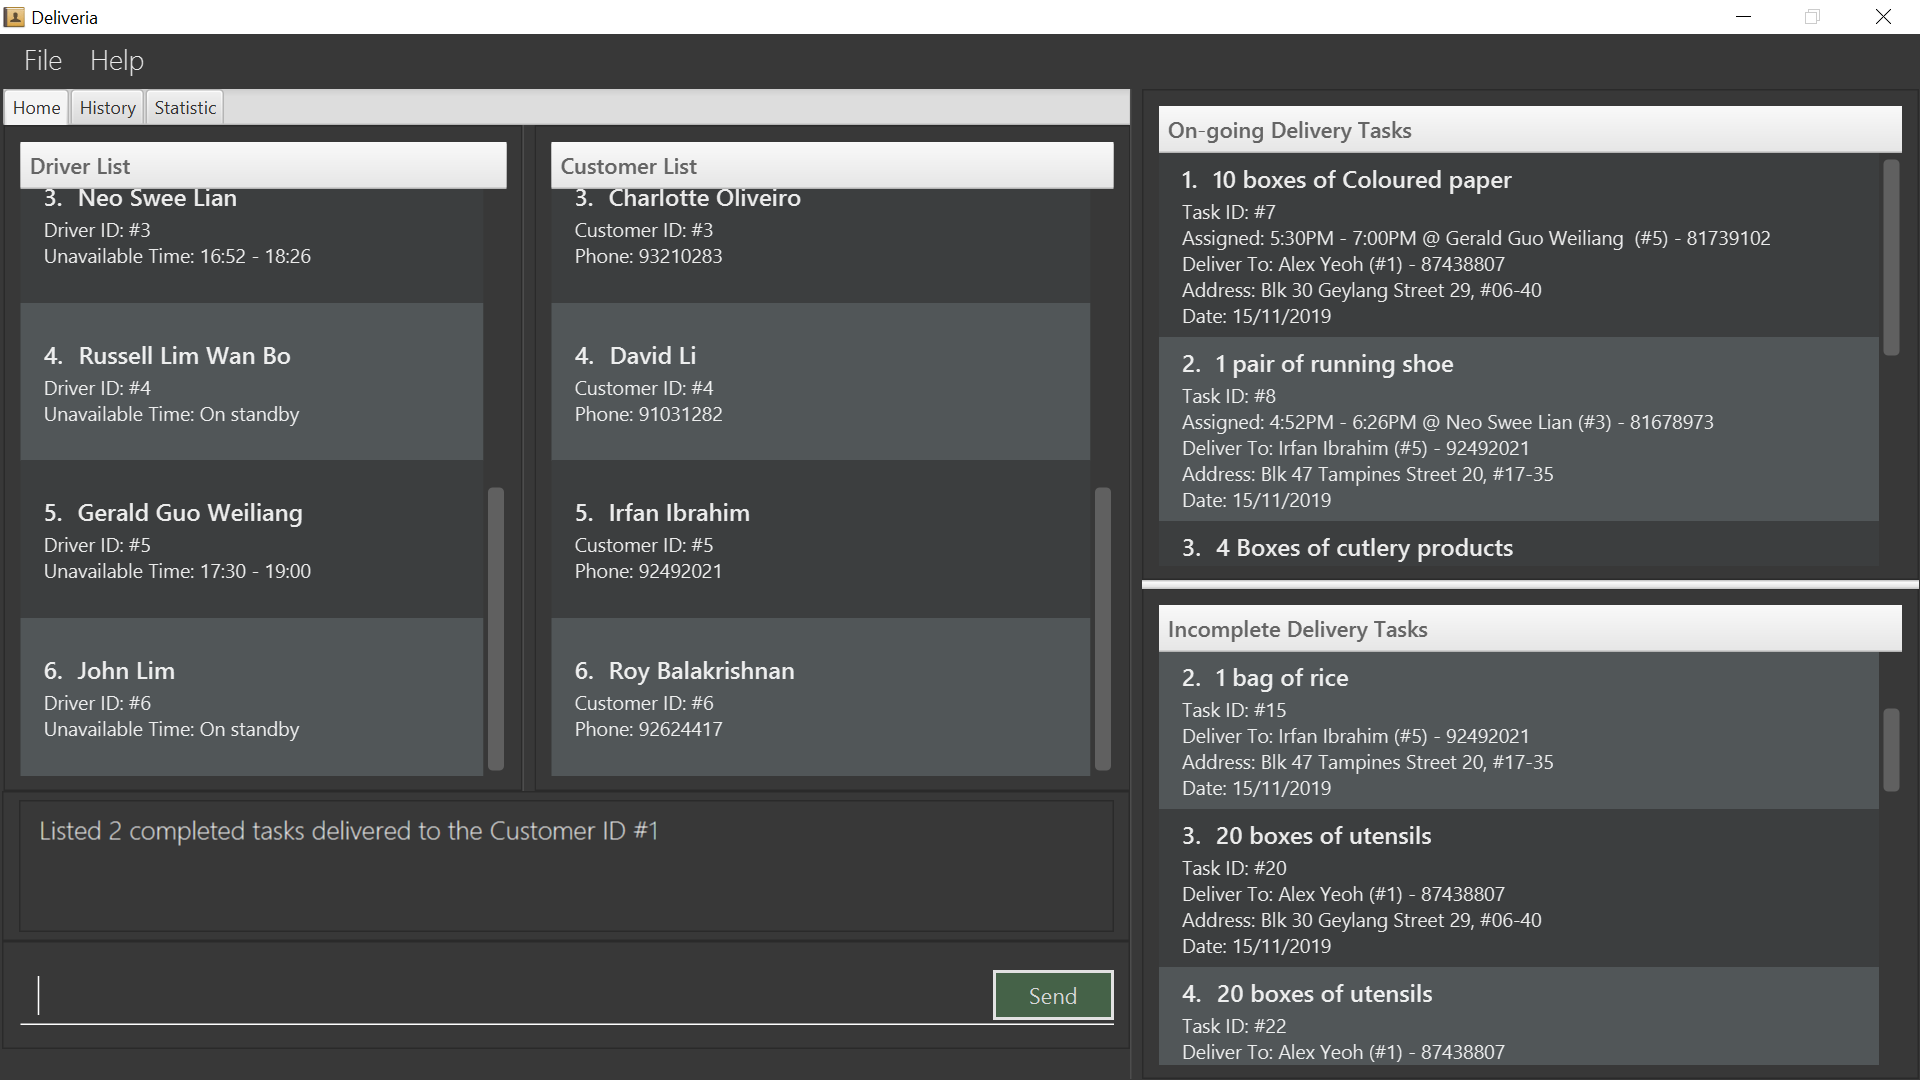 Deliveria
File Help
Home History Statistic
Driver List
3. Neo Swee Lian
Driver ID: #3
Unavailable Time: 16:52 - 18:26
4. Russell Lim Wan Bo
Driver ID: #4
Unavailable Time: On standby
5. Gerald Guo Weiliang
Driver ID: #5
Unavailable Time: 17:30 - 19:00
6. John Lim
Driver ID: #6
Unavailable Time: On standby
Customer List
3. Charlotte Oliveiro
Customer ID: #3
Phone: 93210283
4. David Li
Customer ID: #4
Phone: 91031282
5. Irfan Ibrahim
Customer ID: #5
Phone: 92492021
6. Roy Balakrishnan
Customer ID: #6
Phone: 92624417
Listed 2 completed tasks delivered to the Customer ID #1
Send
On-going Delivery Tasks
1. 10 boxes of Coloured paper
Task ID: #7
Assigned: 5:30PM - 7:00PM @ Gerald Guo Weiliang (#5) - 81739102
Deliver To: Alex Yeoh (#1) - 87438807
Address: Blk 30 Geylang Street 29, #06-40
Date: 15/11/2019
2. 1 pair of running shoe
Task ID: #8
Assigned: 4:52PM - 6:26PM @ Neo Swee Lian (#3) - 81678973
Deliver To: Irfan Ibrahim (#5) - 92492021
Address: Blk 47 Tampines Street 20, #17-35
Date: 15/11/2019
3. 4 Boxes of cutlery products
Incomplete Delivery Tasks
2. 1 bag of rice
Task ID: #15
Deliver To: Irfan Ibrahim (#5) - 92492021
Address: Blk 47 Tampines Street 20, #17-35
Date: 15/11/2019
3. 20 boxes of utensils
Task ID: #20
Deliver To: Alex Yeoh (#1) - 87438807
Address: Blk 30 Geylang Street 29, #06-40
Date: 15/11/2019
4. 20 boxes of utensils
Task ID: #22
Deliver To: Alex Yeoh (#1) - 87438807